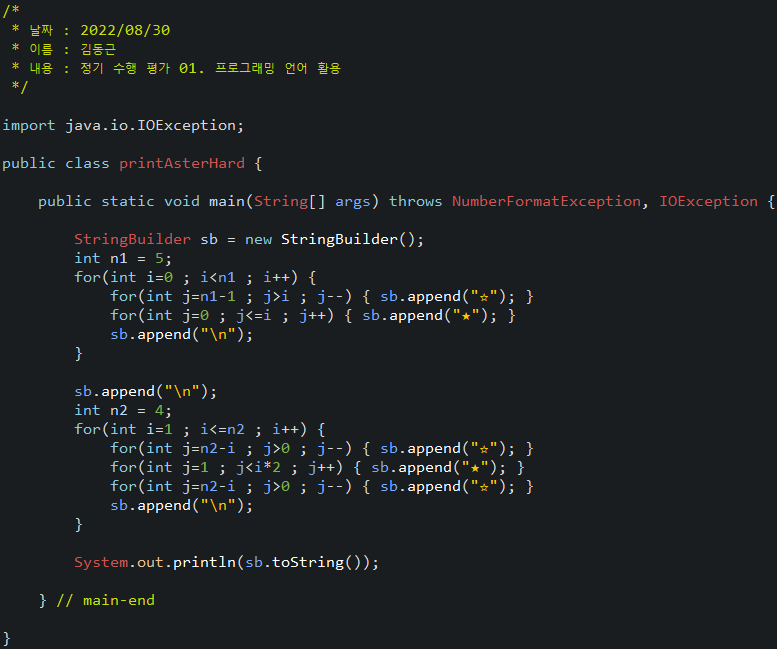 /*
 * 날짜 : 2022/08/30
 * 이름 : 김동근
 * 내용 : 정기 수행 평가 01. 프로그래밍 언어 활용
 */

import java.io.IOException;

public class printAsterHard {

    public static void main(String[] args) throws NumberFormatException, IOException {

        StringBuilder sb = new StringBuilder();
        int n1 = 5;
        for(int i=0 ; i<n1 ; i++) {
            for(int j=n1-1 ; j>i ; j--) { sb.append("☆"); }
            for(int j=0 ; j<=i ; j++) { sb.append("★"); }
            sb.append("\n");
        }

        sb.append("\n");
        int n2 = 4;
        for(int i=1 ; i<=n2 ; i++) {
            for(int j=n2-i ; j>0 ; j--) { sb.append("☆"); }
            for(int j=1 ; j<i*2 ; j++) { sb.append("★"); }
            for(int j=n2-i ; j>0 ; j--) { sb.append("☆"); }
            sb.append("\n");
        }

        System.out.println(sb.toString());

    } // main-end

}